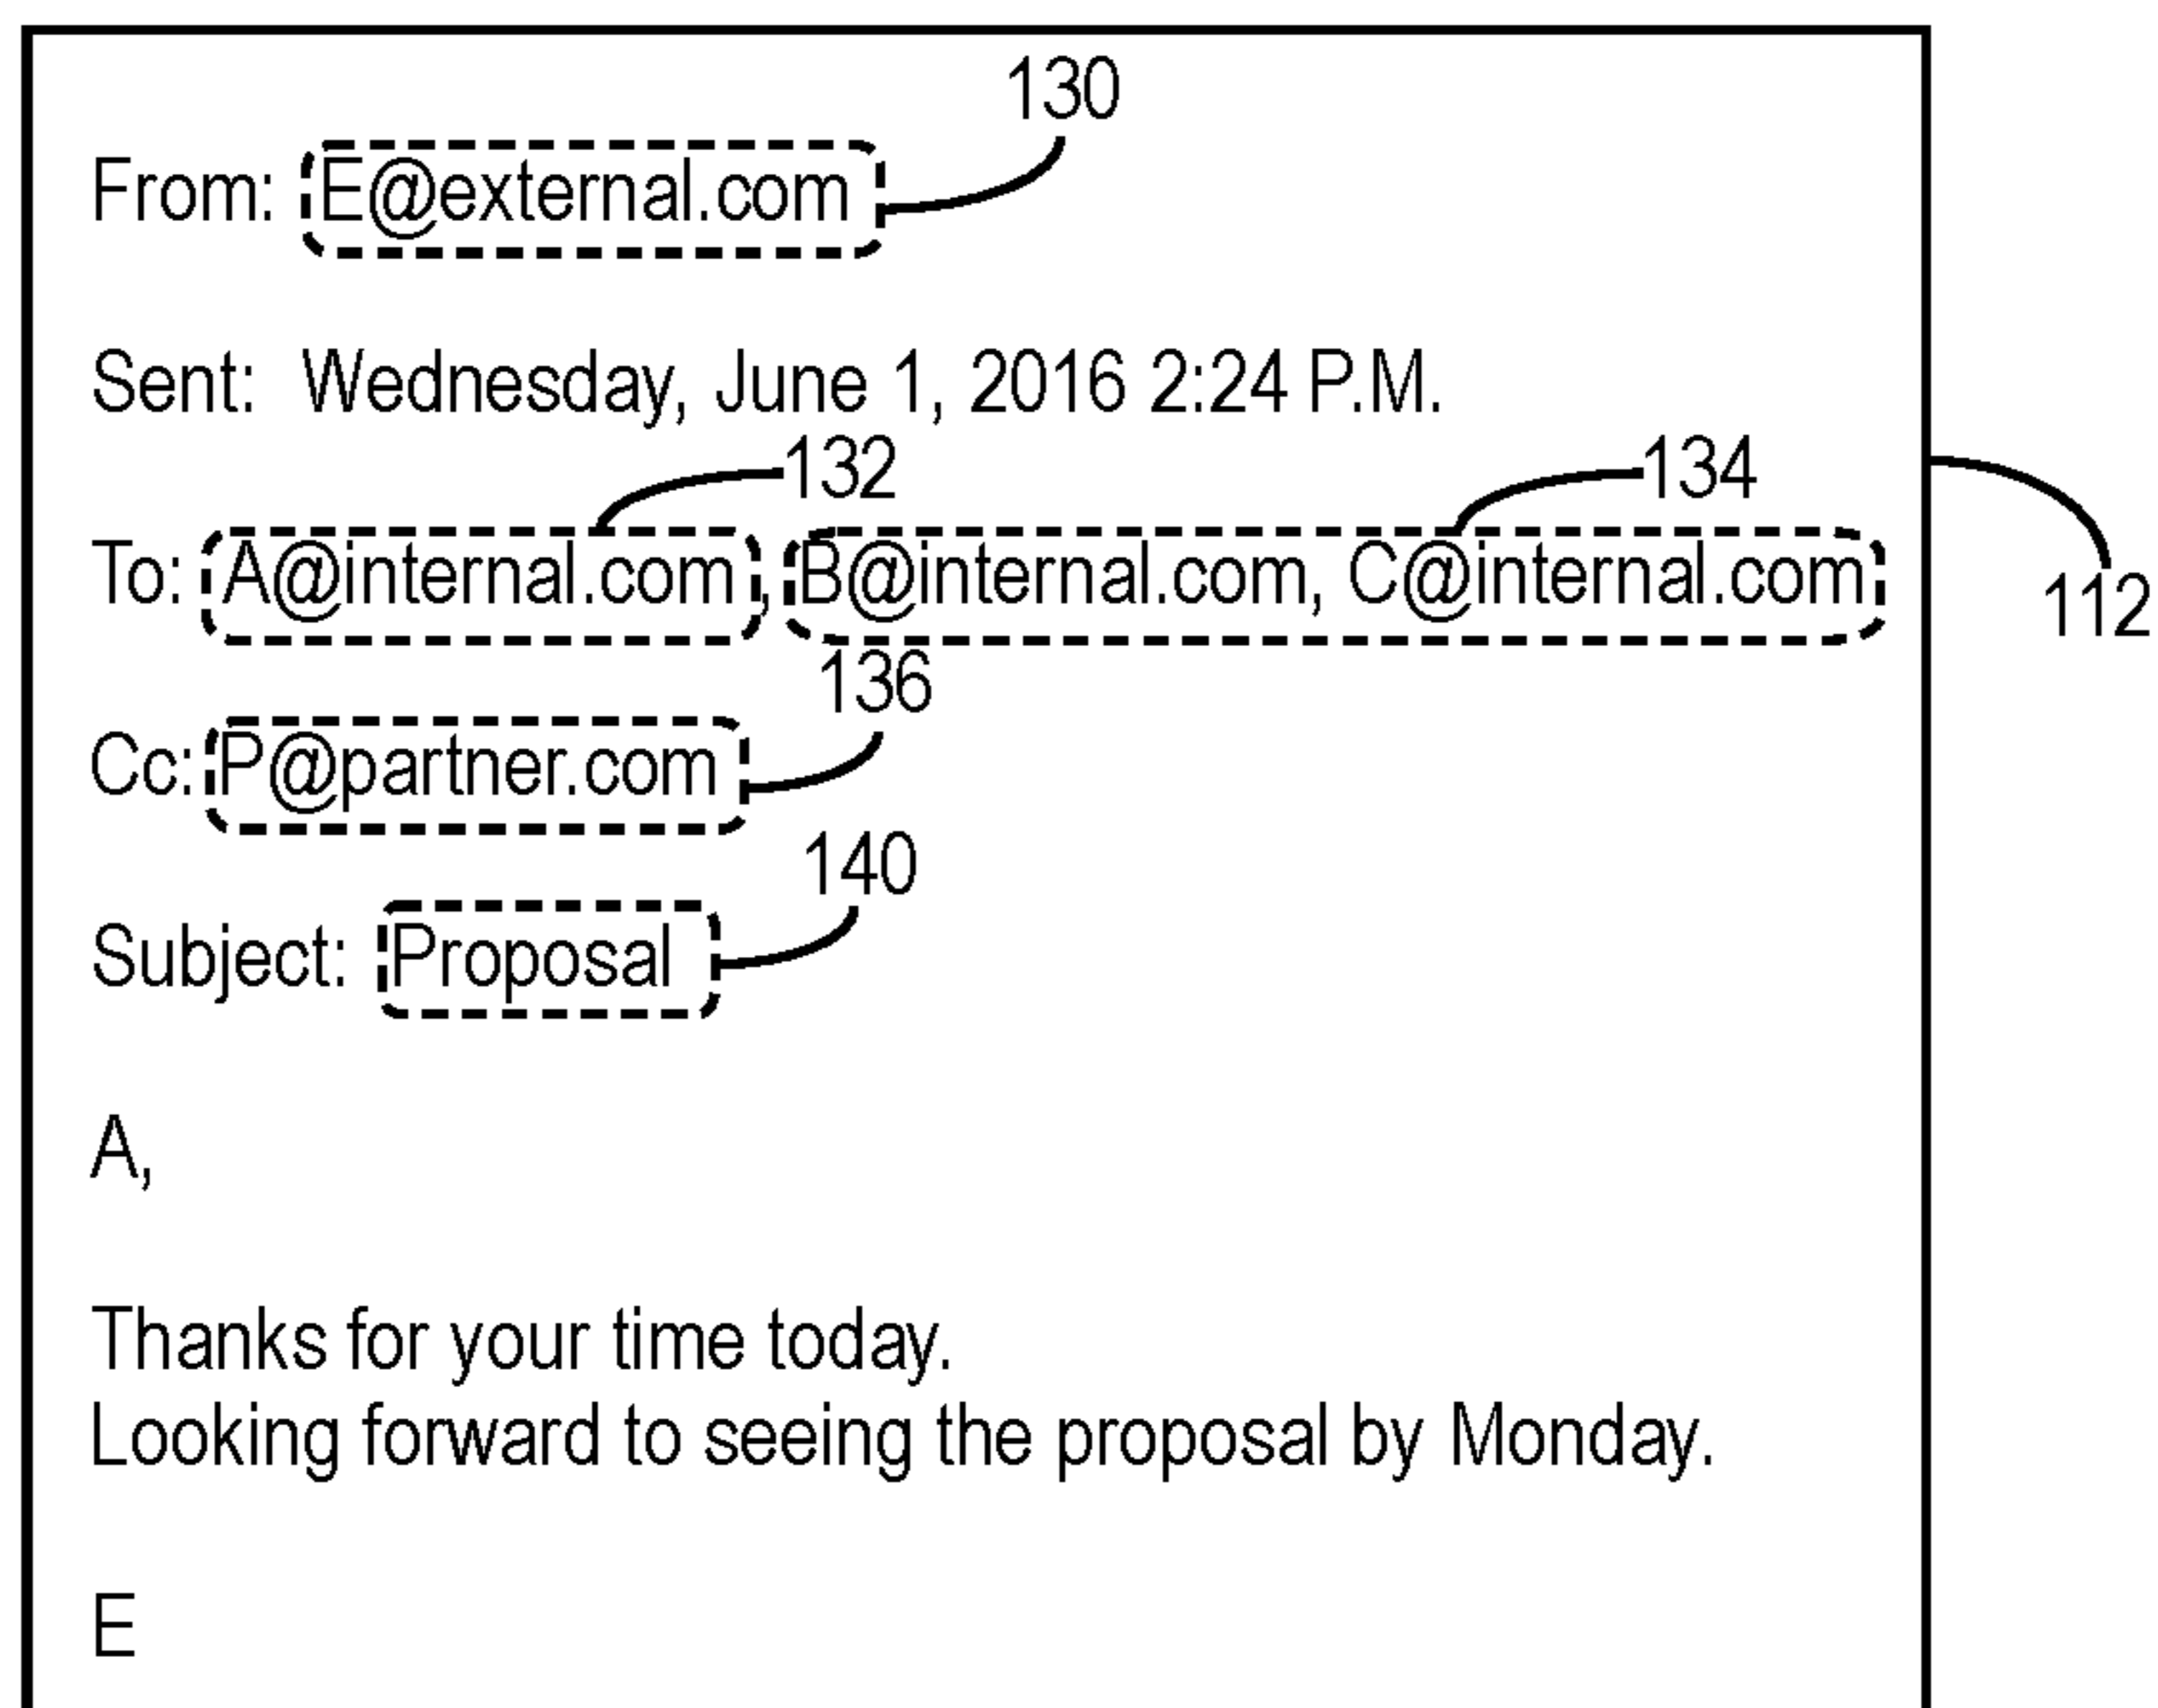 130
From: E@external.com
Sent: Wednesday, June 1, 2016 2:24 P.M.
132 134
To: A@internal.com, B@internal.com, C@internal.com
112
136
Cc: P@partner.com
140
Subject: Proposal
A,
Thanks for your time today.
Looking forward to seeing the proposal by Monday.
E